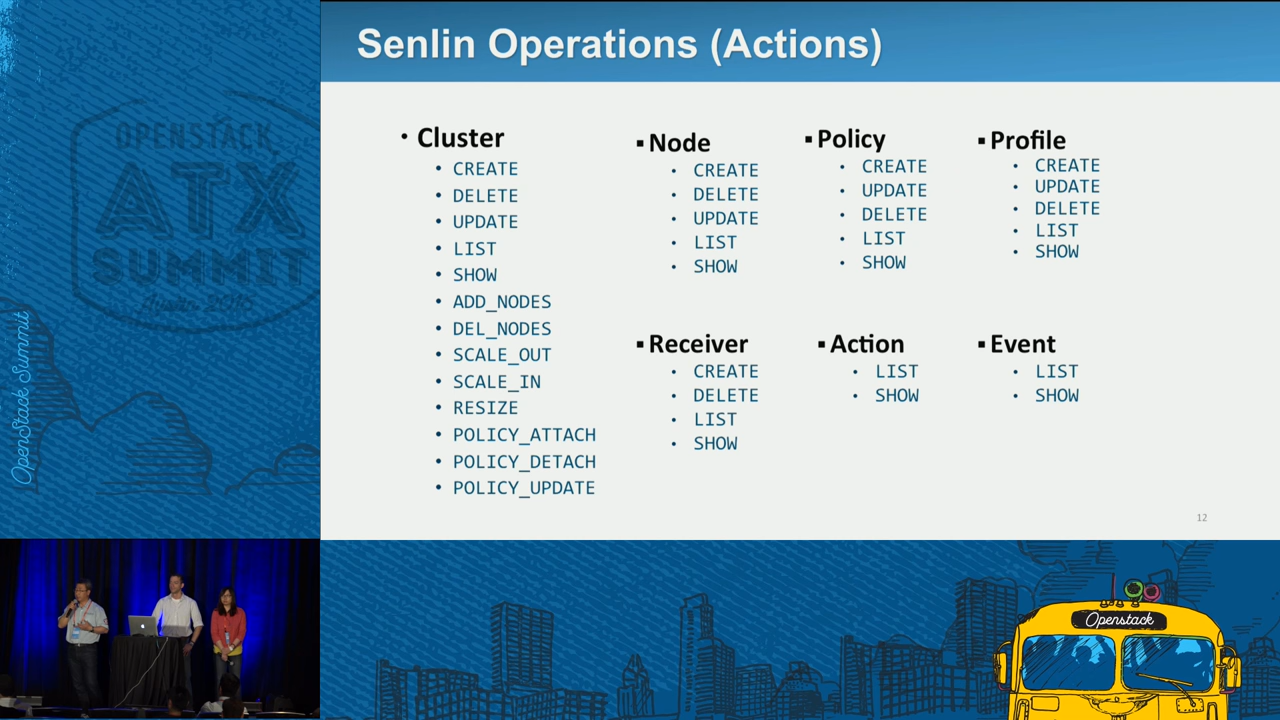 Senlin Operations (Actions)
• Cluster
• CREATE
• DELETE
• UPDATE
• LIST
• SHOW
• ADD_NODES
• DEL_NODES
• SCALE_OUT
• SCALE_IN
• RESIZE
• POLICY_ATTACH
• POLICY_DETACH
• POLICY_UPDATE
▪ Node
• CREATE
• DELETE
• UPDATE
• LIST
• SHOW
▪ Policy
• CREATE
• UPDATE
• DELETE
• LIST
• SHOW
▪ Profile
• CREATE
• UPDATE
• DELETE
• LIST
• SHOW
▪ Receiver
• CREATE
• DELETE
• LIST
• SHOW
▪ Action
• LIST
• SHOW
▪ Event
• LIST
• SHOW
12
OPENSTACK
ATX
SUMMIT
Austin 2016
OpenStack Summit
Openstack